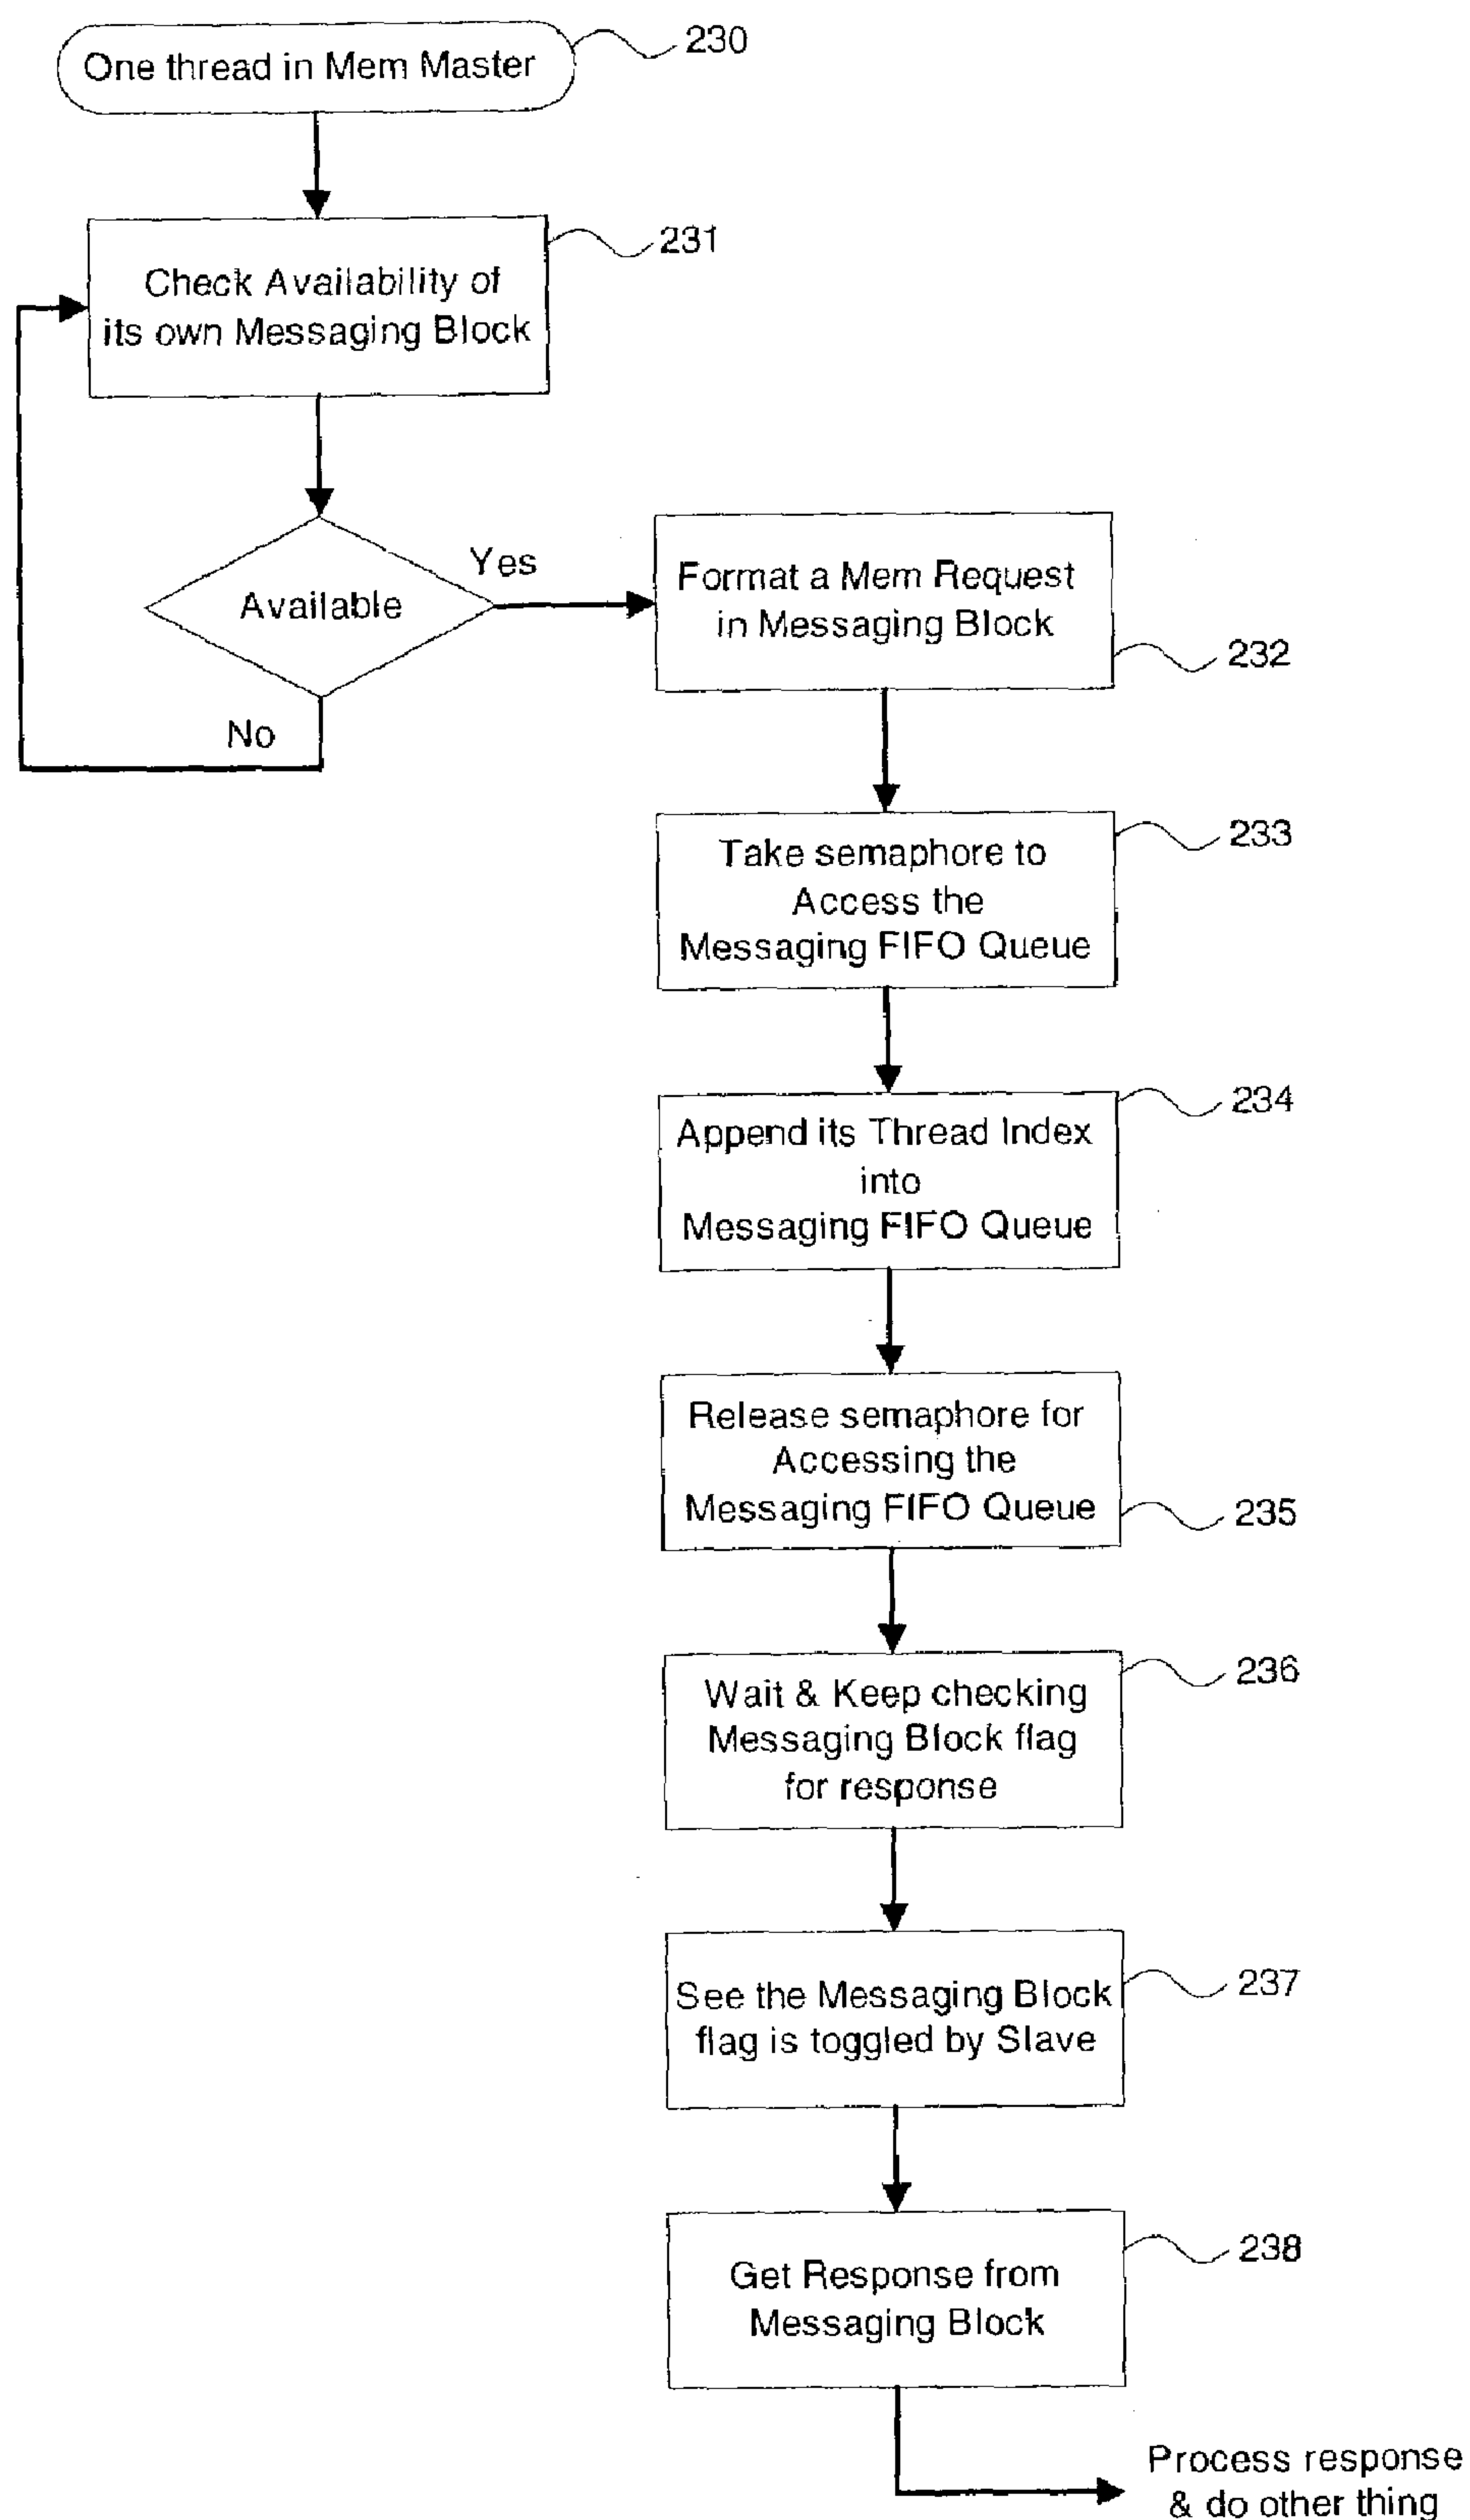 One thread in Mem Master
230
Check Availability of
its own Messaging Block
231
Available
Yes
No
Format a Mem Request
in Messaging Block
232
Take semaphore to
Access the
Messaging FIFO Queue
233
Append its Thread Index
into
Messaging FIFO Queue
234
Release semaphore for
Accessing the
Messaging FIFO Queue
235
Wait & Keep checking
Messaging Block flag
for response
236
See the Messaging Block
flag is toggled by Slave
237
Get Response from
Messaging Block
238
Process response
& do other thing